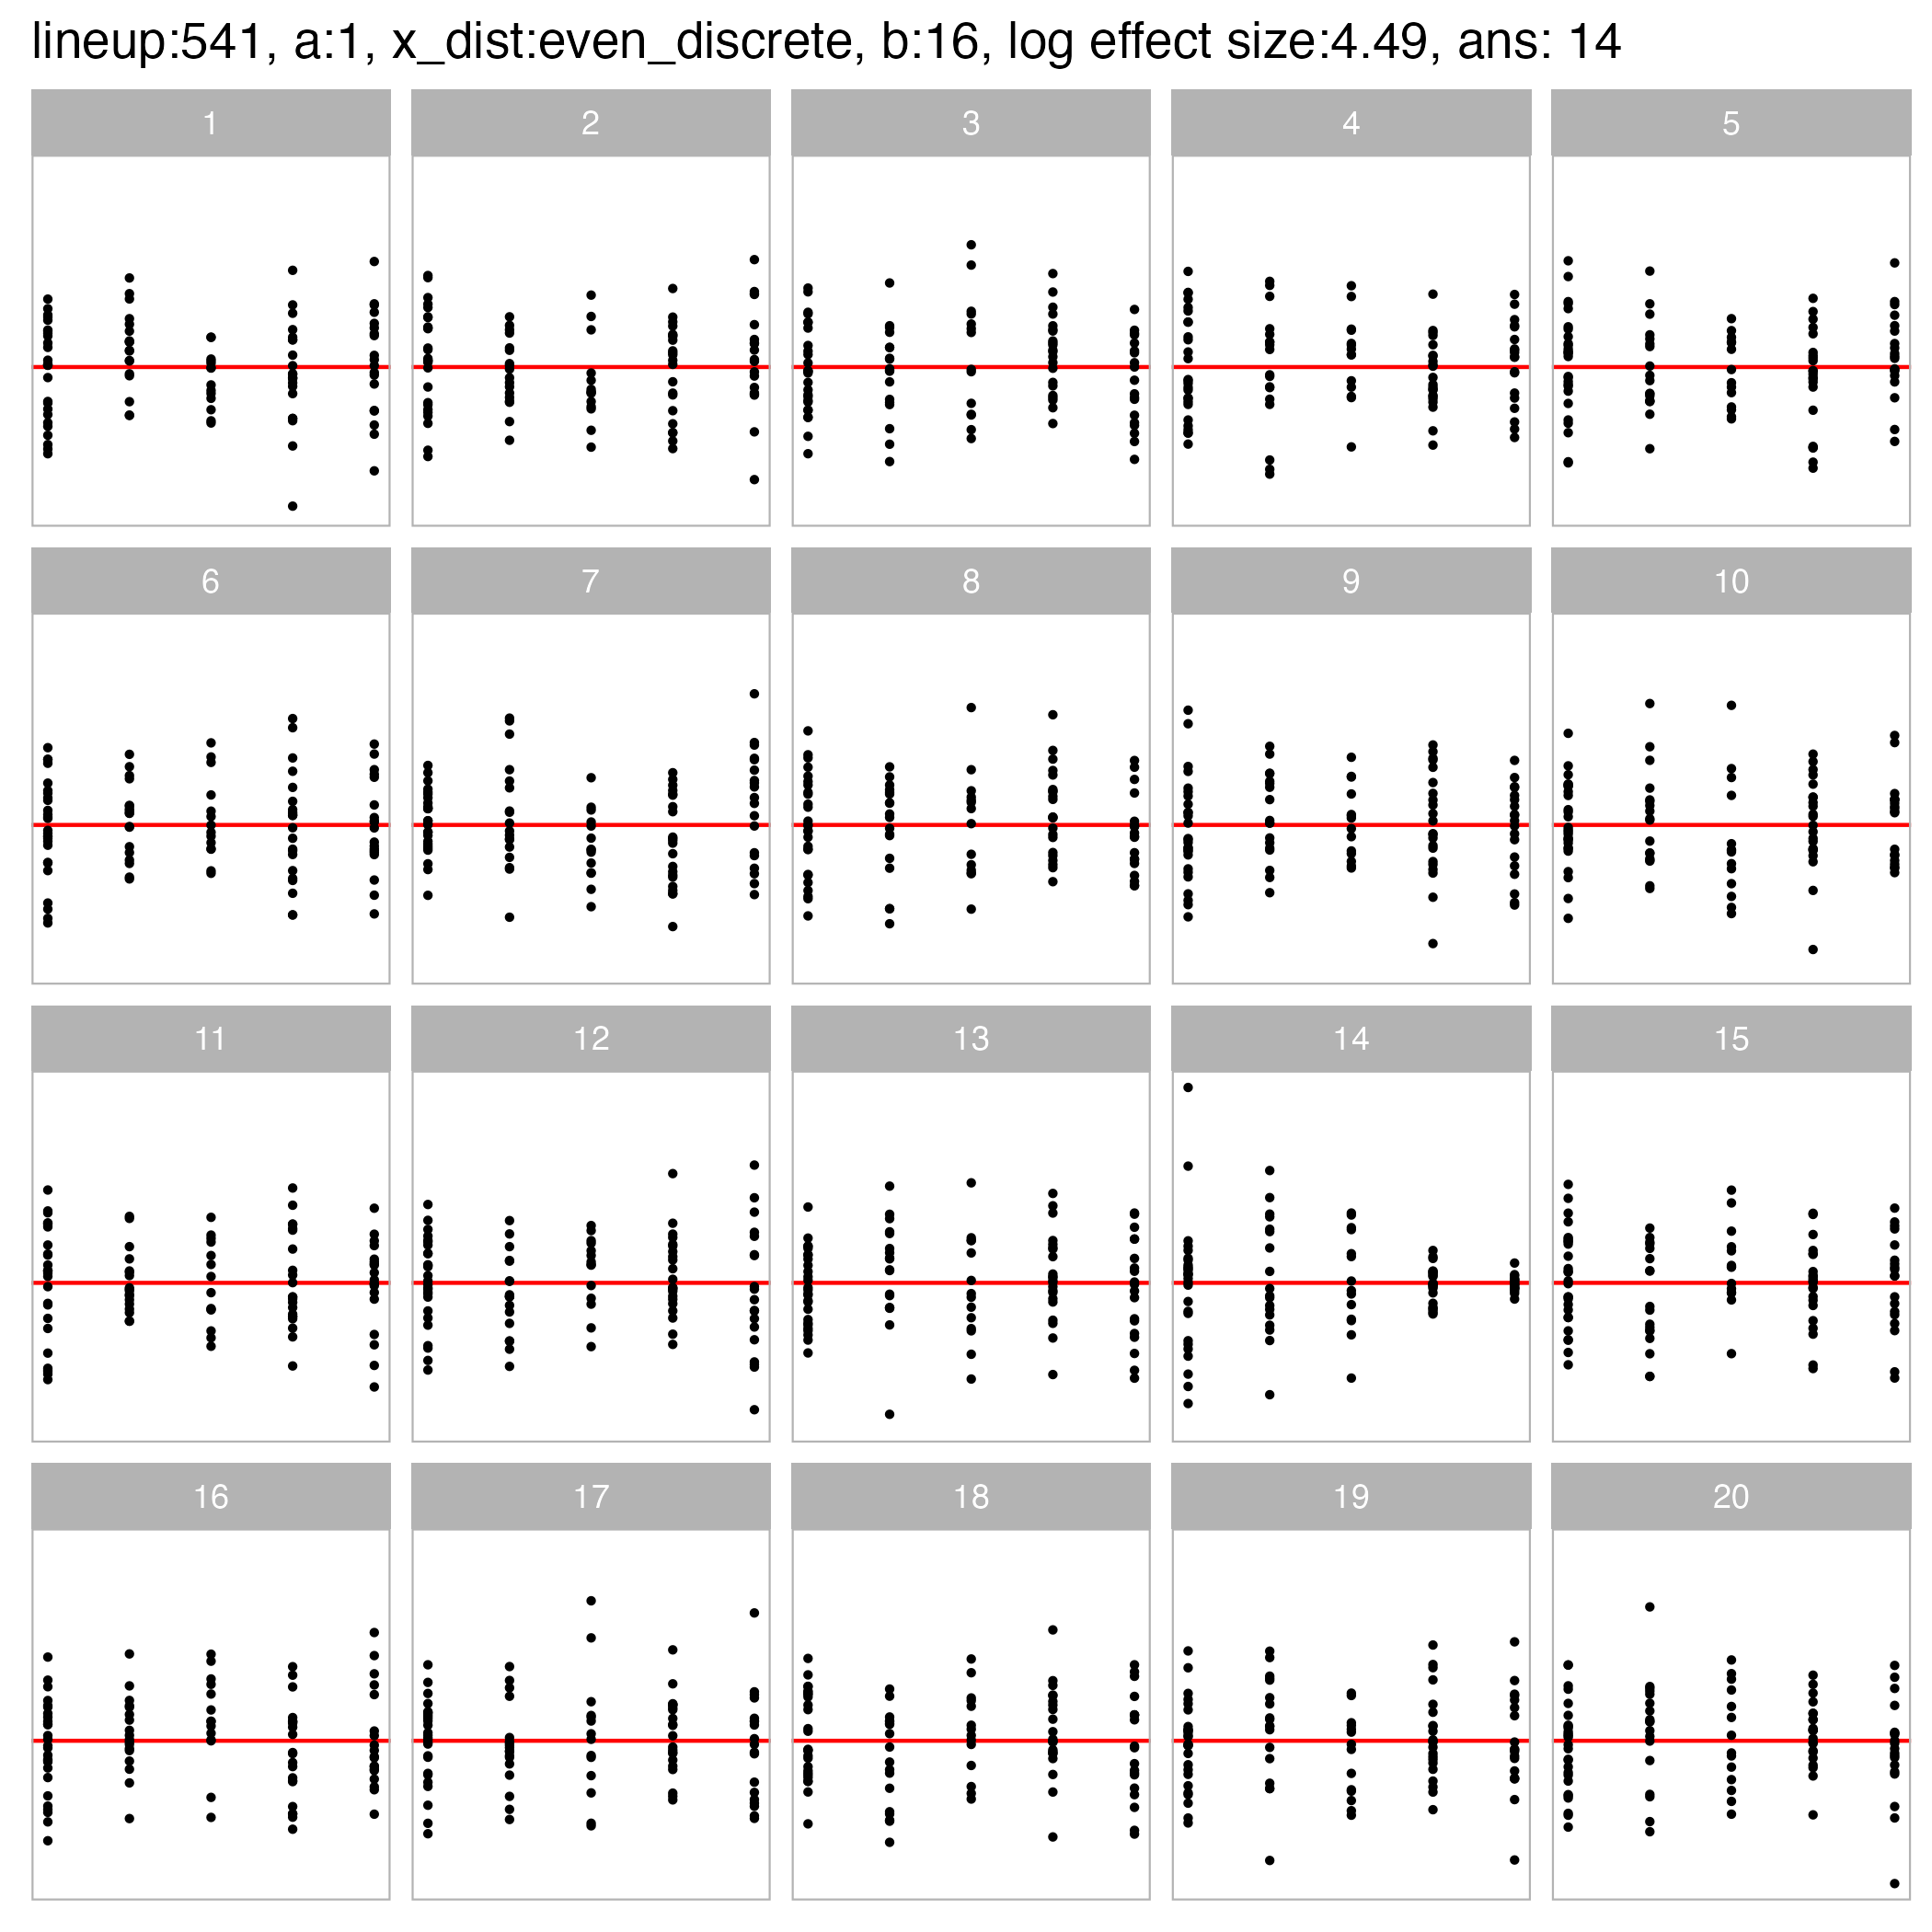 lineup:541, a:1, x_dist:even_discrete, b:16, log effect size:4.49, ans: 14
1 2 3 4 5
6 7 8 9 10
11 12 13 14 15
16 17 18 19 20